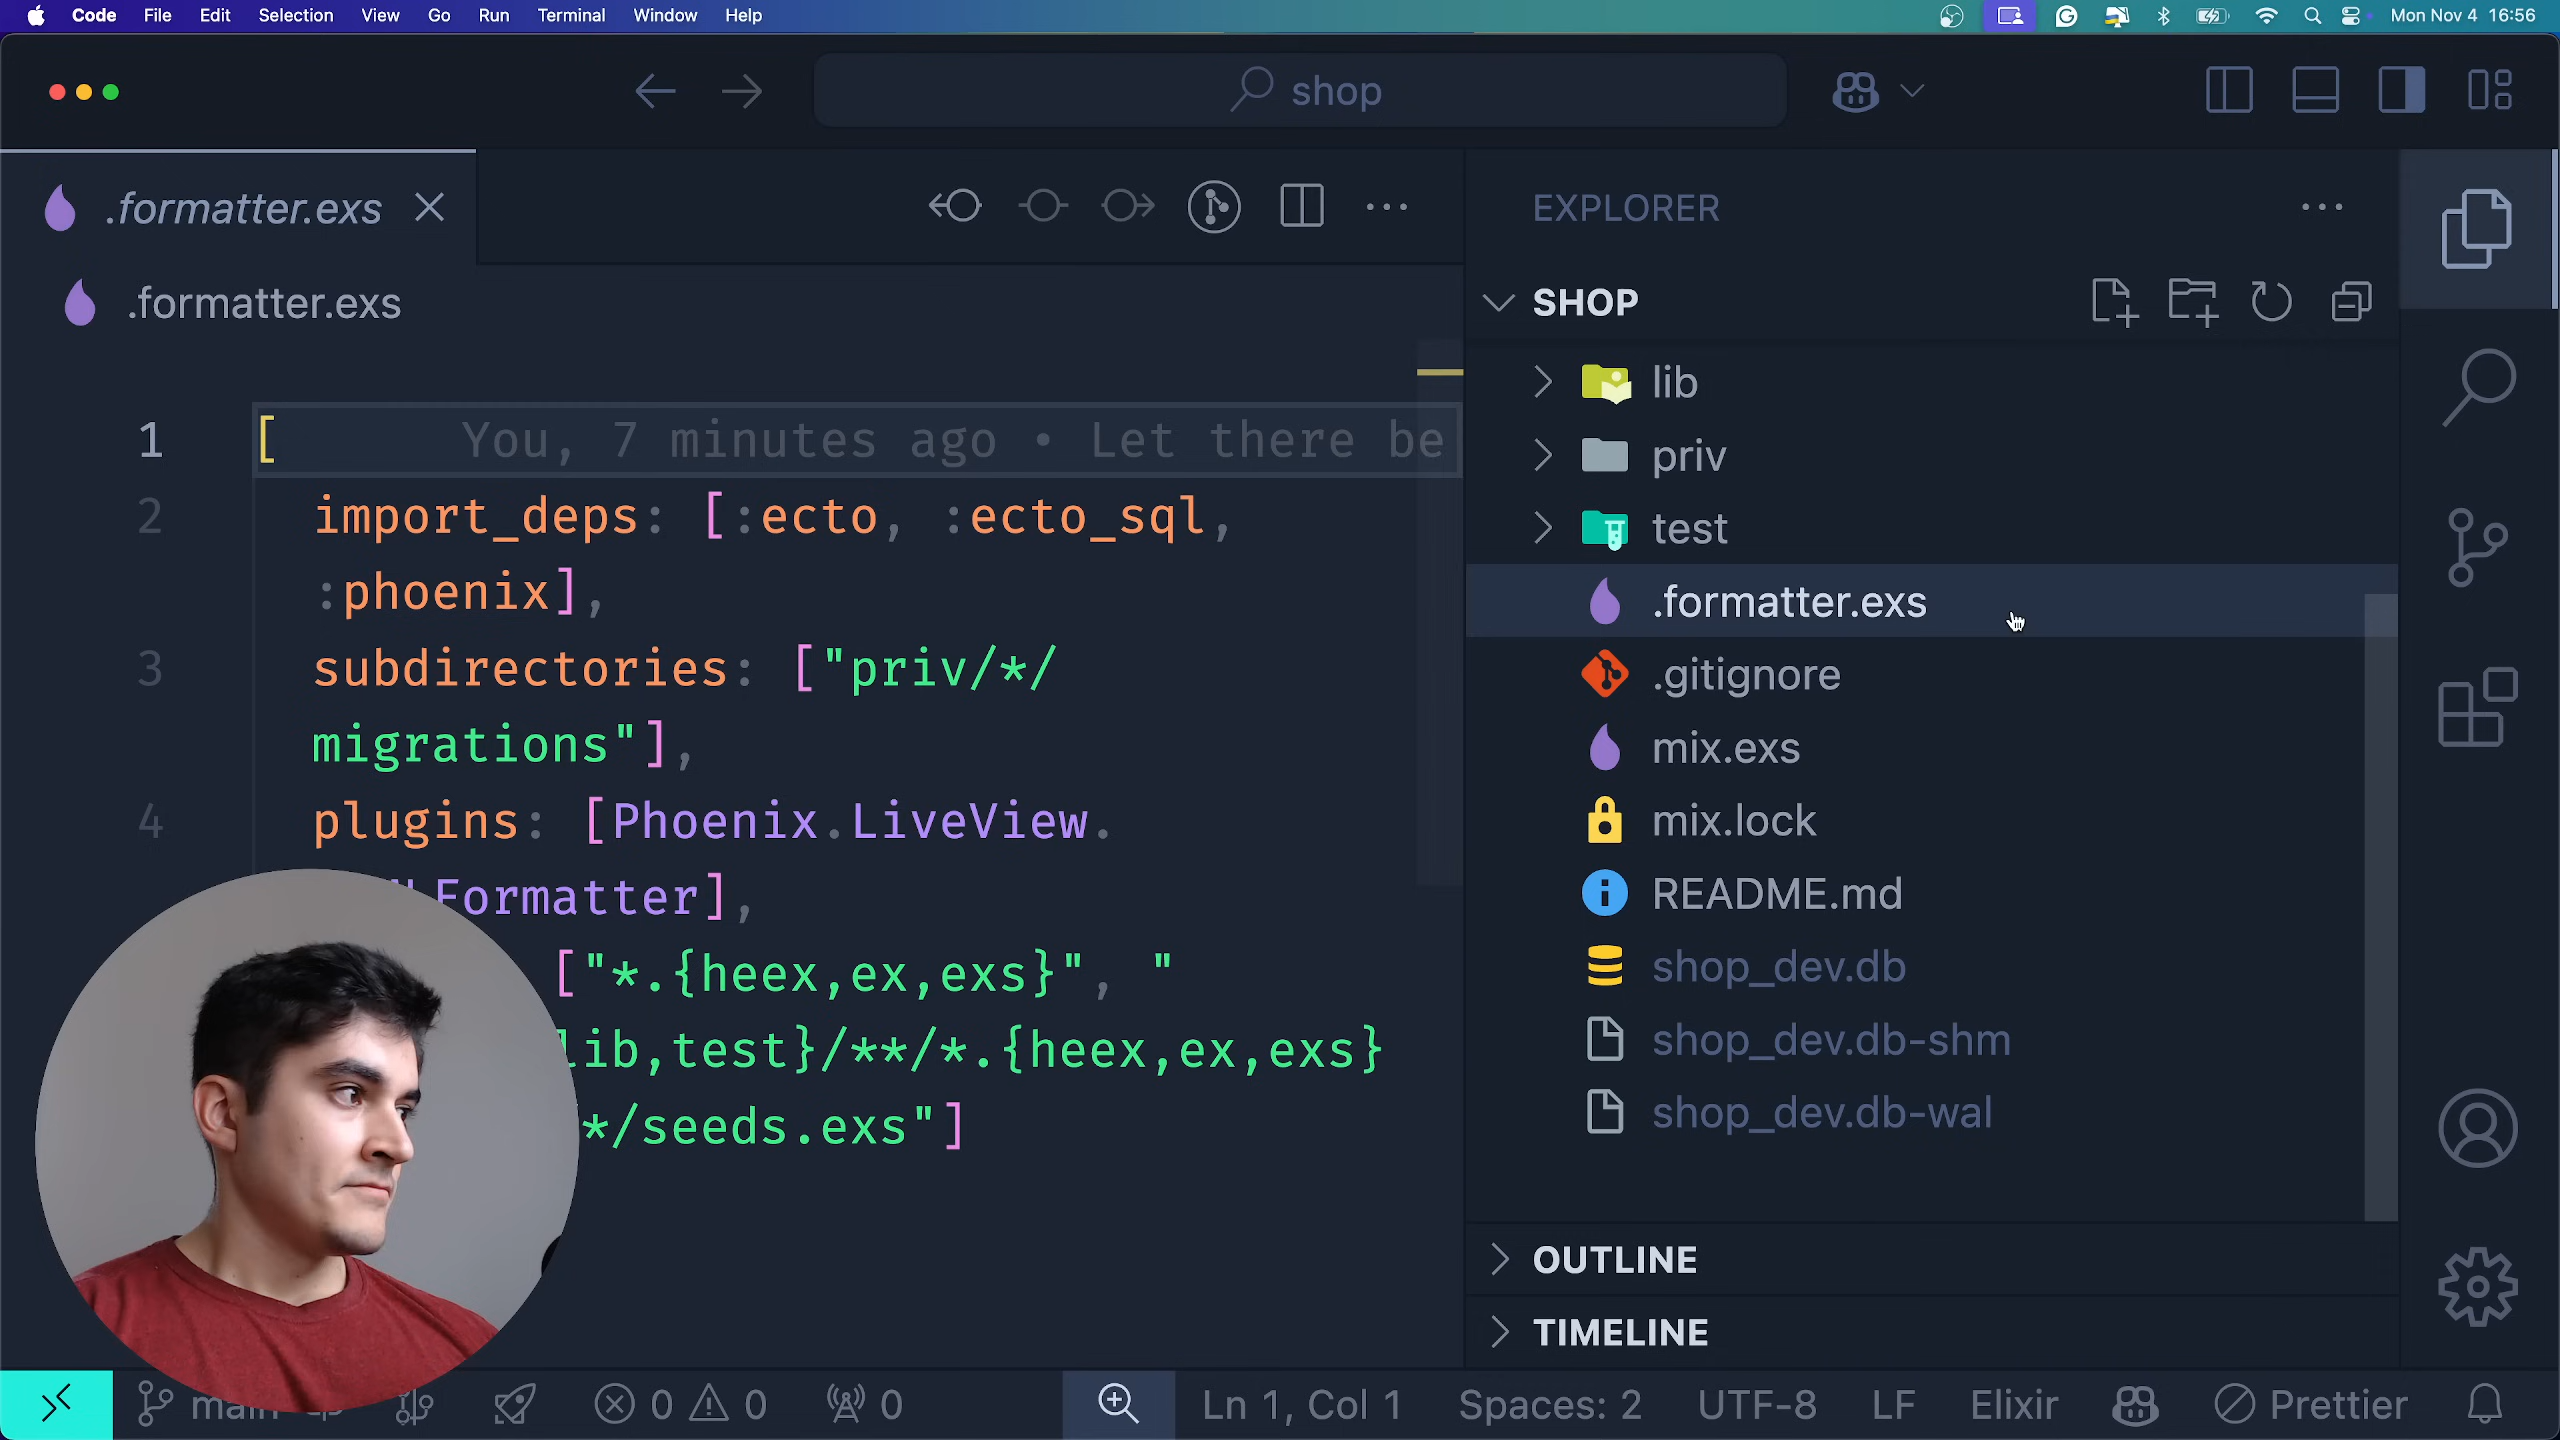 Code File Edit Selection View Go Run Terminal Window Help Mon Nov 4 16:56
shop
.formatter.exs
.formatter.exs
1 [ You, 7 minutes ago • Let there be
2 import_deps: [:ecto, :ecto_sql,
:phoenix],
3 subdirectories: ["priv/*/
migrations"],
4 plugins: [Phoenix.LiveView.
Formatter],
["*.{heex,ex,exs}", "
lib,test}/**/*.{heex,ex,exs}
*/seeds.exs"]
EXPLORER
SHOP
lib
priv
test
.formatter.exs
.gitignore
mix.exs
mix.lock
README.md
shop_dev.db
shop_dev.db-shm
shop_dev.db-wal
OUTLINE
TIMELINE
main 0 0 0 Ln 1, Col 1 Spaces: 2 UTF-8 LF Elixir Prettier